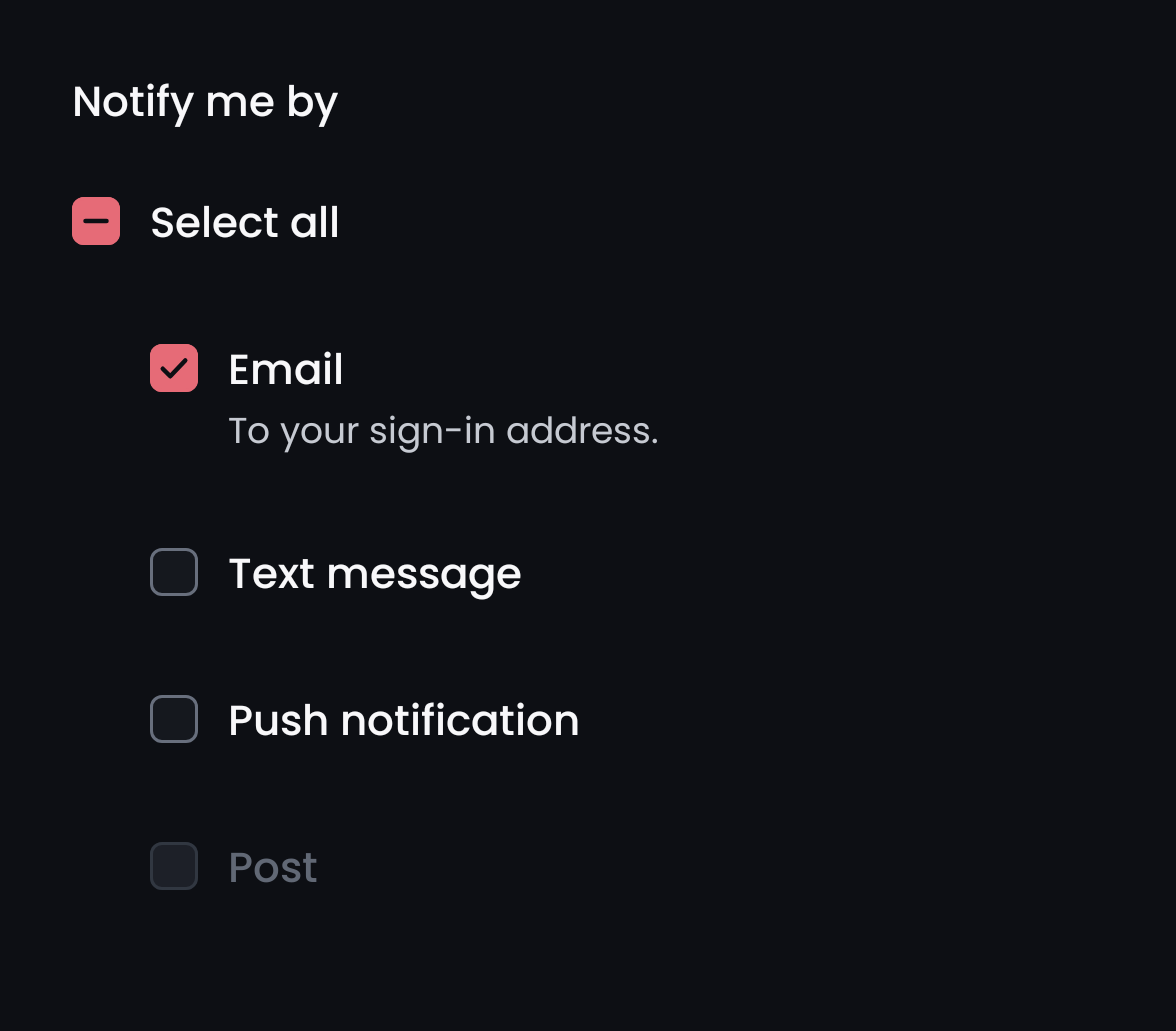 Notify me by
Select all
Email
To your sign-in address.
Text message
Push notification
Post